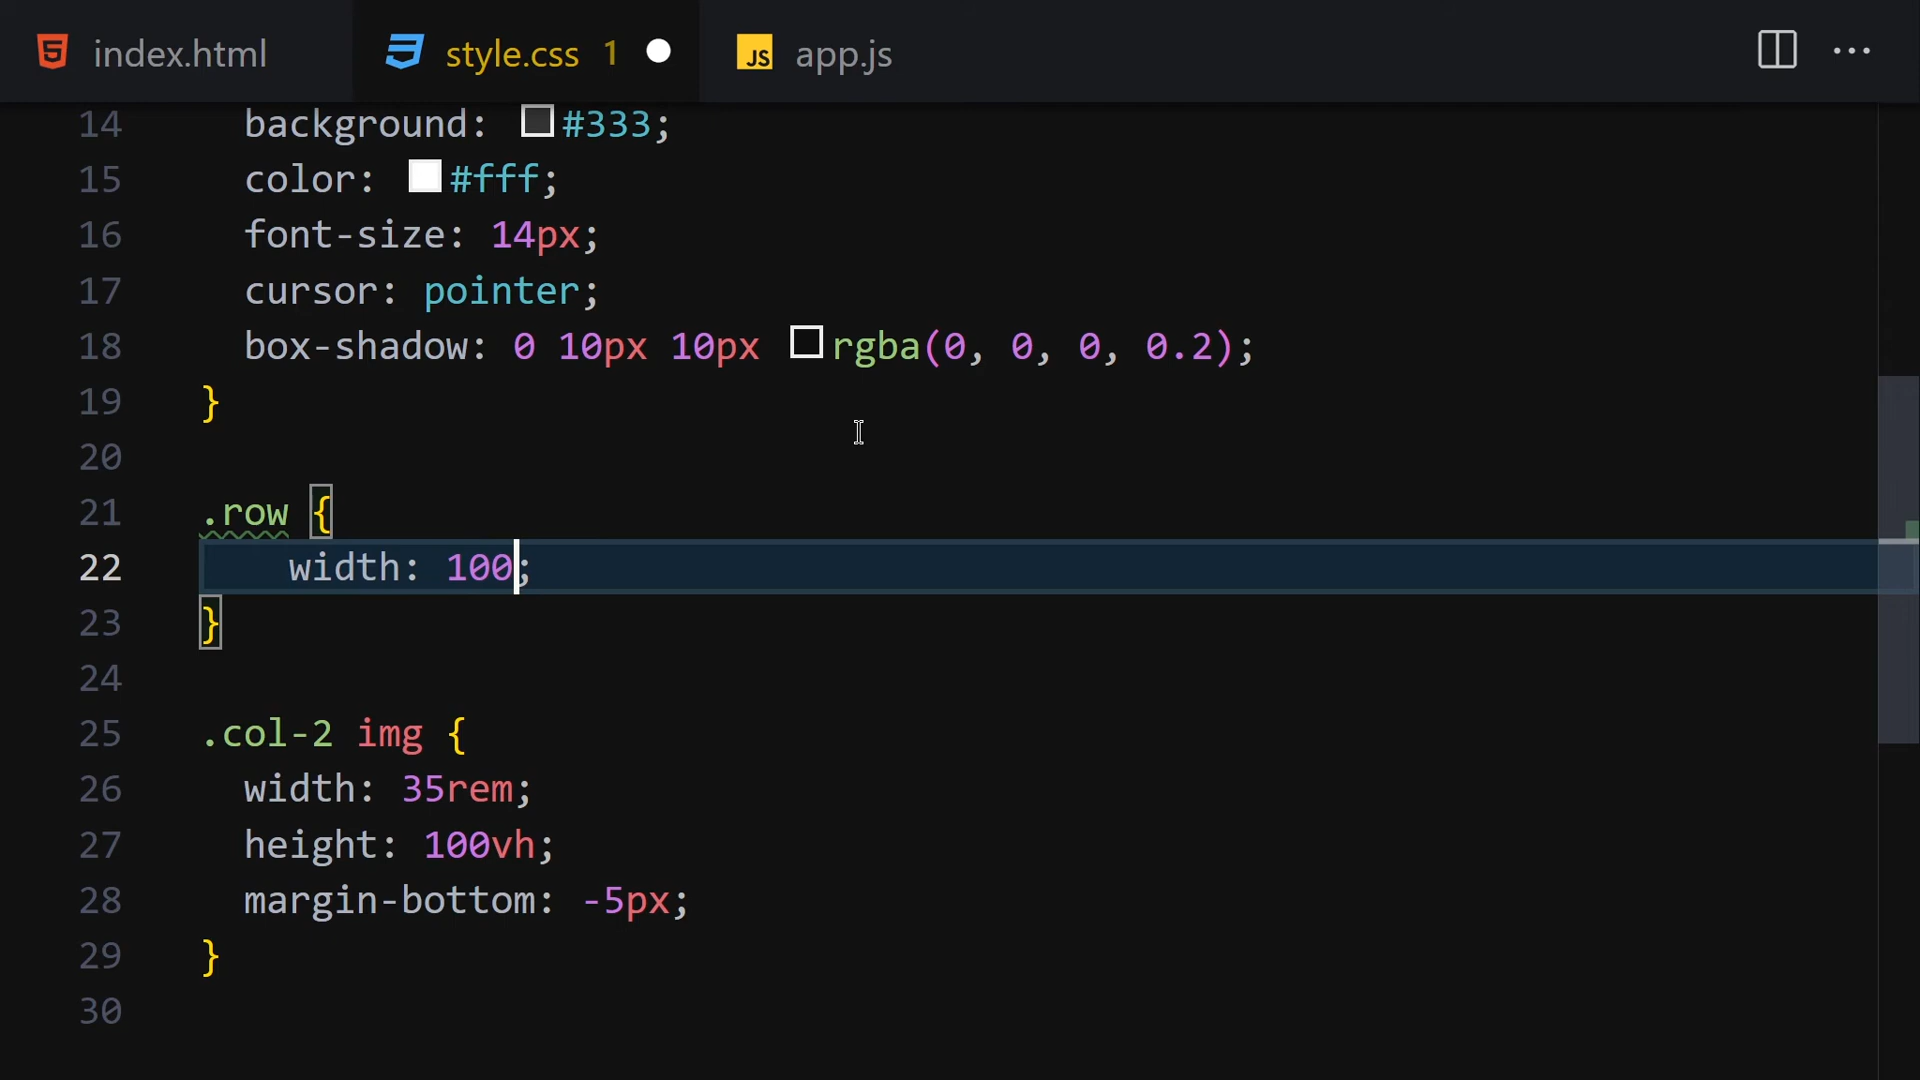 index.html
style.css 1
JS app.js
14 background: #333;
15 color: #fff;
16 font-size: 14px;
17 cursor: pointer;
18 box-shadow: 0 10px 10px rgba(0, 0, 0, 0.2);
19 }
20
21 .row {
22 width: 100;
23 }
24
25 .col-2 img {
26 width: 35rem;
27 height: 100vh;
28 margin-bottom: -5px;
29 }
30